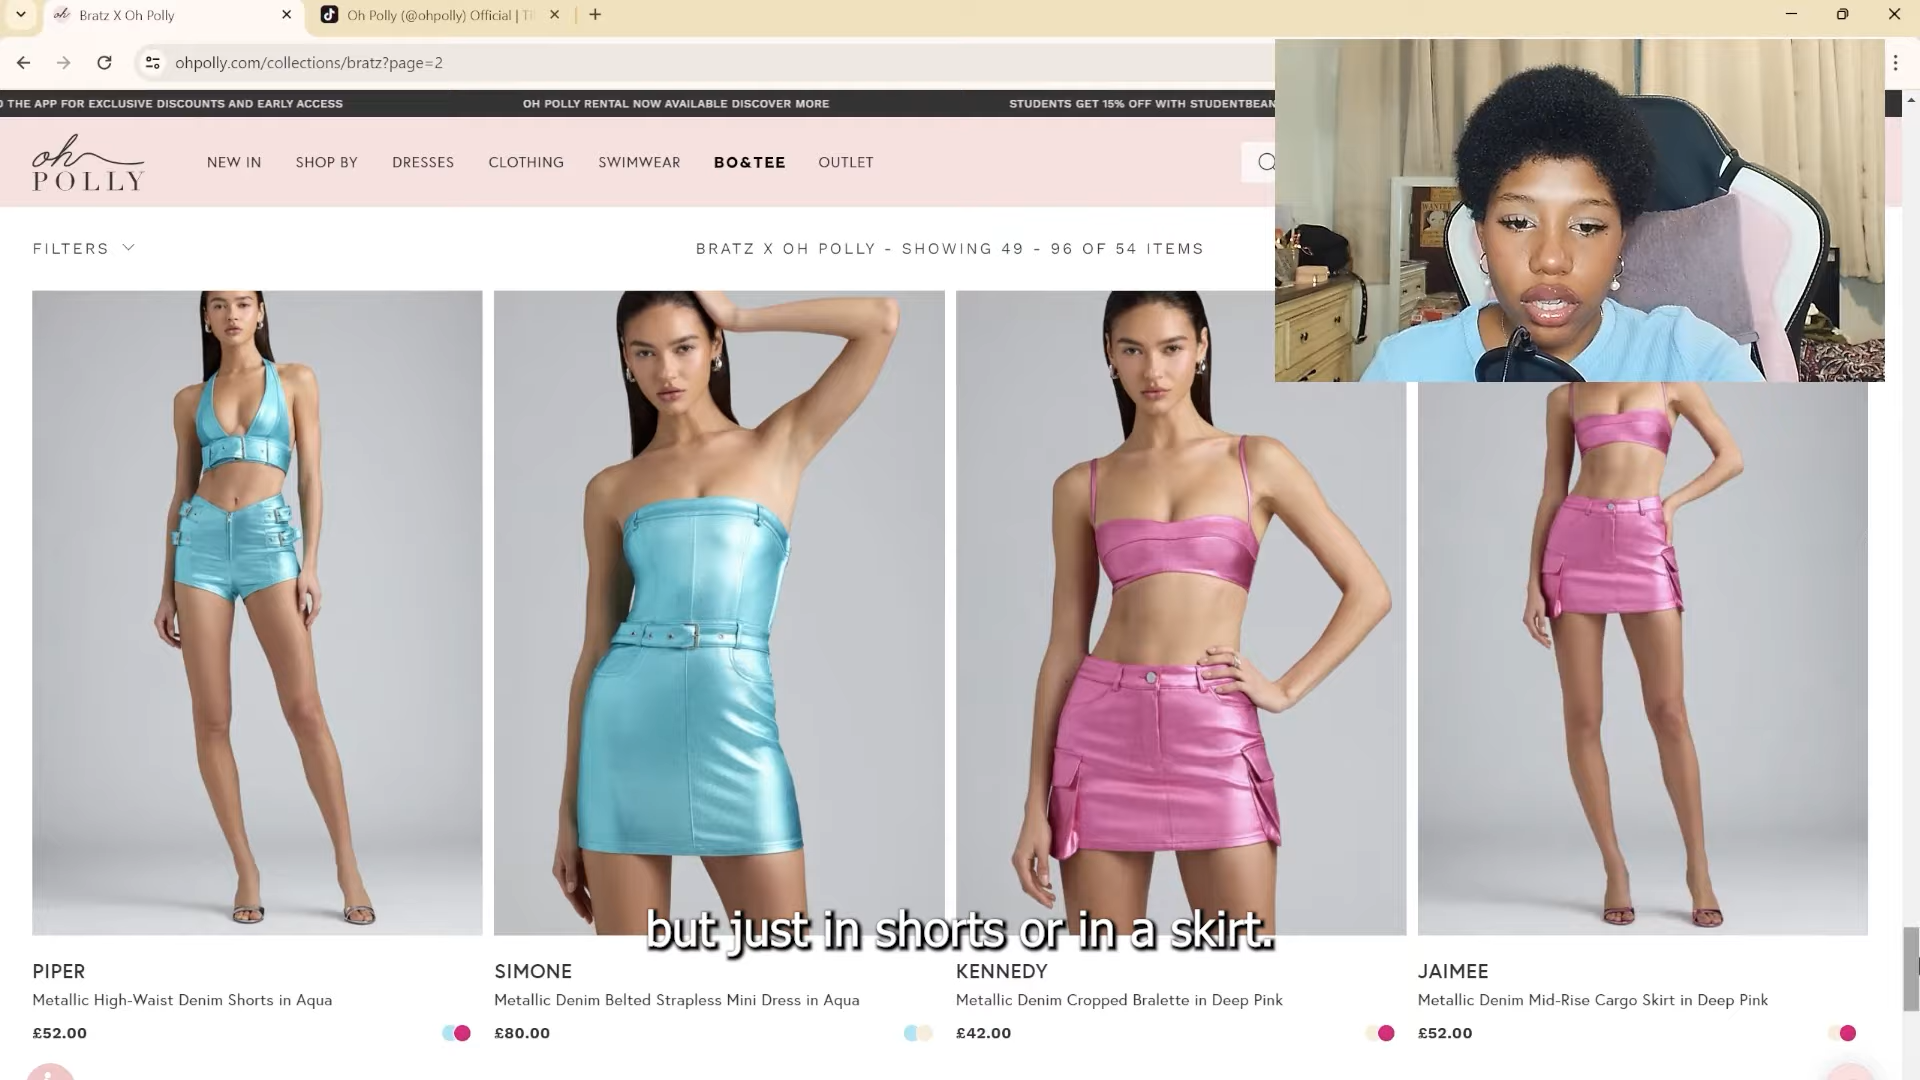 Bratz X Oh Polly
Oh Polly (@ohpolly) Official | Ti
ohpolly.com/collections/bratz?page=2
THE APP FOR EXCLUSIVE DISCOUNTS AND EARLY ACCESS
OH POLLY RENTAL NOW AVAILABLE DISCOVER MORE
STUDENTS GET 15% OFF WITH STUDENTBEAN
oh POLLY
NEW IN SHOP BY DRESSES CLOTHING SWIMWEAR BO&TEE OUTLET
FILTERS
BRATZ X OH POLLY - SHOWING 49 - 96 OF 54 ITEMS
WANTED
but just in shorts or in a skirt.
PIPER
Metallic High-Waist Denim Shorts in Aqua
£52.00
SIMONE
Metallic Denim Belted Strapless Mini Dress in Aqua
£80.00
KENNEDY
Metallic Denim Cropped Bralette in Deep Pink
£42.00
JAIMEE
Metallic Denim Mid-Rise Cargo Skirt in Deep Pink
£52.00